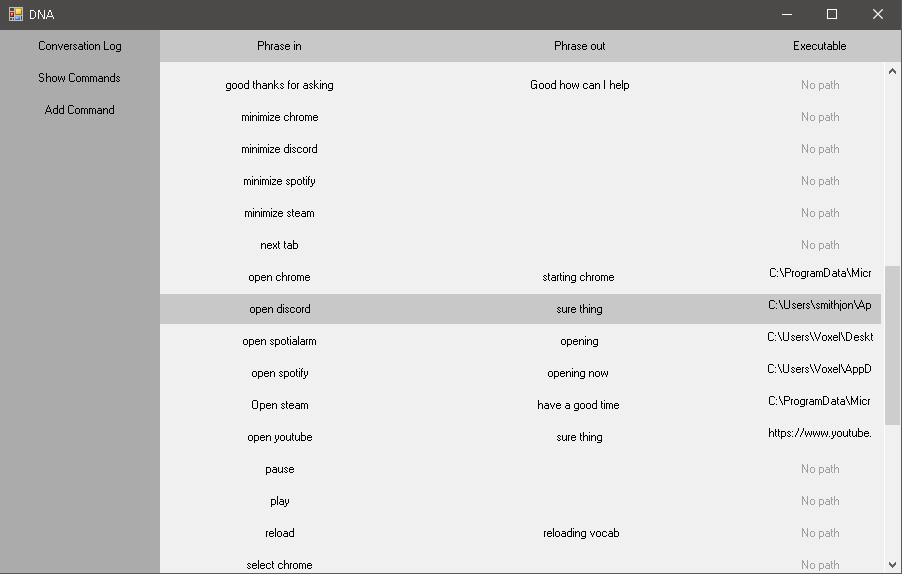 DNA
Conversation Log
Show Commands
Add Command
Phrase in Phrase out Executable
good thanks for asking Good how can I help No path
minimize chrome No path
minimize discord No path
minimize spotify No path
minimize steam No path
next tab No path
open chrome starting chrome C:\ProgramData\Micr
open discord sure thing C:\Users\smithjon\Ap
open spotialarm opening C:\Users\Voxel\Deskt
open spotify opening now C:\Users\Voxel\AppD
Open steam have a good time C:\ProgramData\Micr
open youtube sure thing https://www.youtube.
pause No path
play No path
reload reloading vocab No path
select chrome No path